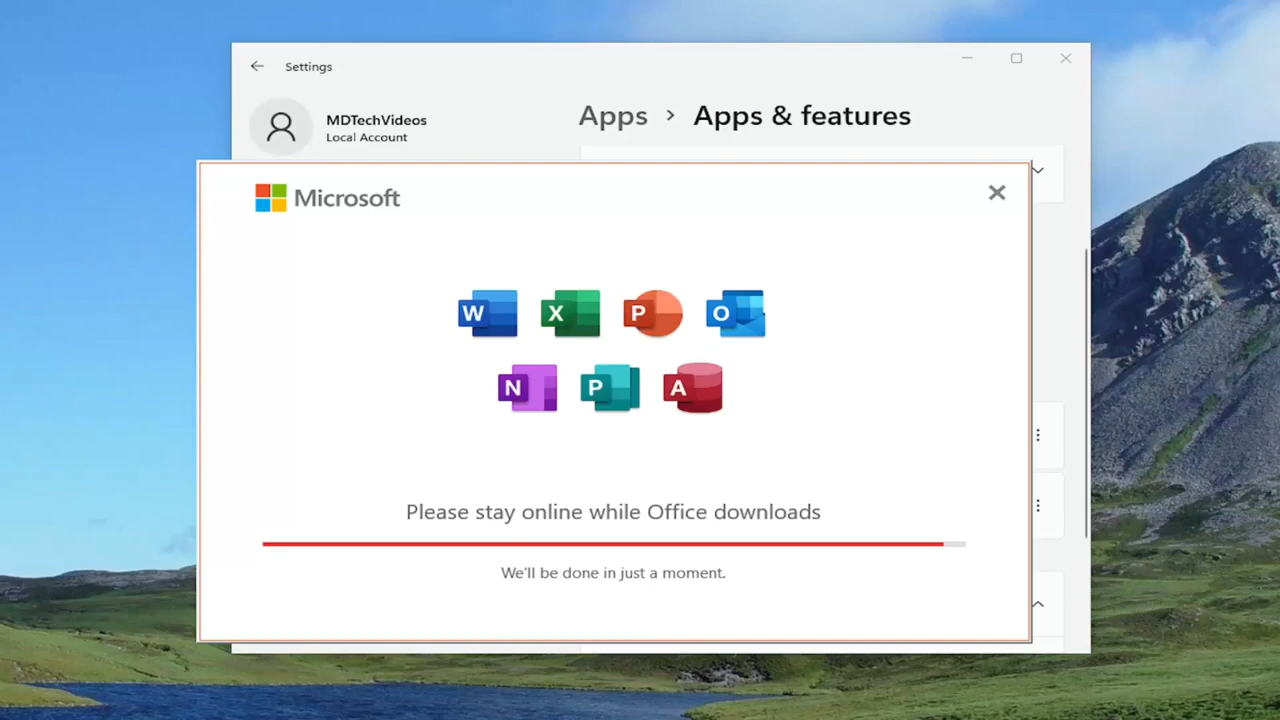 Settings
MDTechVideos
Local Account
Apps > Apps & features
Microsoft
W X P O
N P A
Please stay online while Office downloads
We'll be done in just a moment.